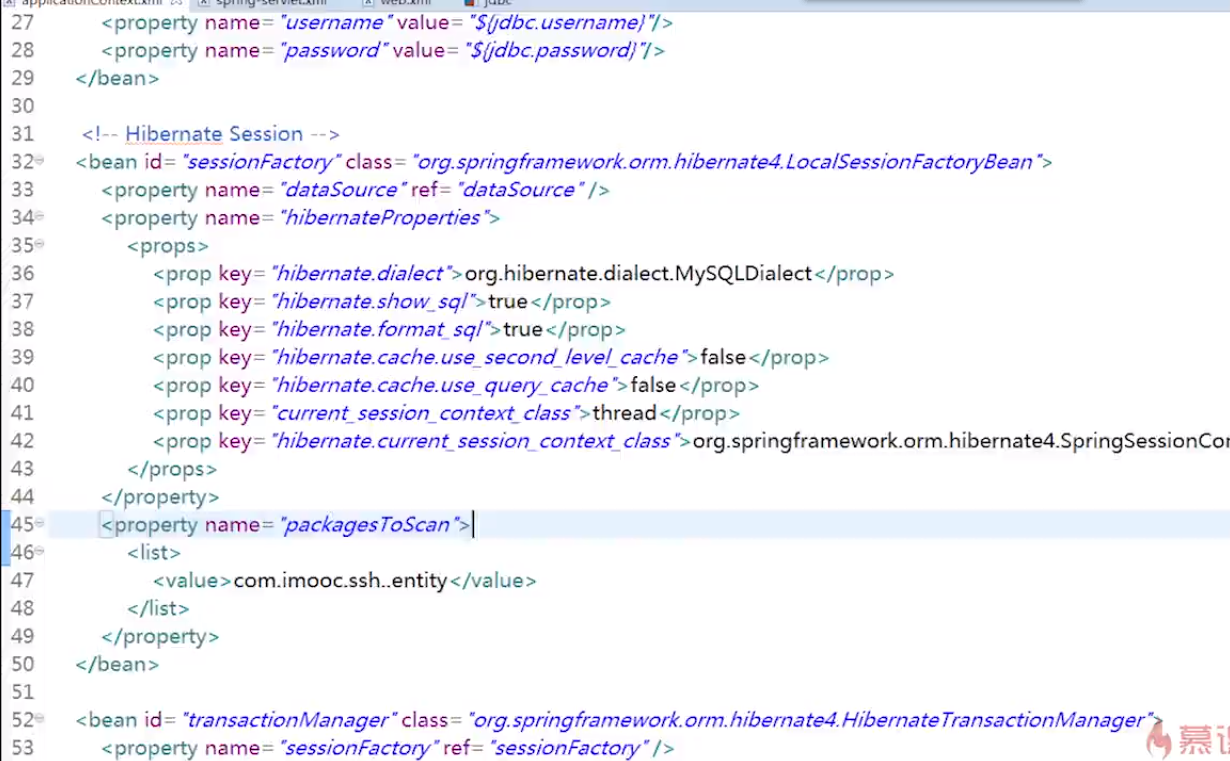 applicationContext.xml spring-servlet.xml web.xml jdbc
27 <property name="username" value="${jdbc.username}"/>
28 <property name="password" value="${jdbc.password}"/>
29 </bean>
30
31 <!-- Hibernate Session -->
32 <bean id="sessionFactory" class="org.springframework.orm.hibernate4.LocalSessionFactoryBean">
33 <property name="dataSource" ref="dataSource" />
34 <property name="hibernateProperties">
35 <props>
36 <prop key="hibernate.dialect">org.hibernate.dialect.MySQLDialect</prop>
37 <prop key="hibernate.show_sql">true</prop>
38 <prop key="hibernate.format_sql">true</prop>
39 <prop key="hibernate.cache.use_second_level_cache">false</prop>
40 <prop key="hibernate.cache.use_query_cache">false</prop>
41 <prop key="current_session_context_class">thread</prop>
42 <prop key="hibernate.current_session_context_class">org.springframework.orm.hibernate4.SpringSessionCon
43 </props>
44 </property>
45 <property name="packagesToScan">
46 <list>
47 <value>com.imooc.ssh..entity</value>
48 </list>
49 </property>
50 </bean>
51
52 <bean id="transactionManager" class="org.springframework.orm.hibernate4.HibernateTransactionManager">
53 <property name="sessionFactory" ref="sessionFactory" />
慕